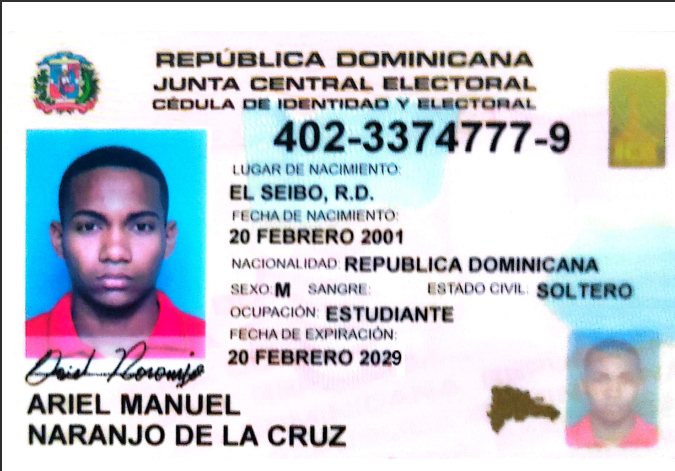 REPÚBLICA DOMINICANA
JUNTA CENTRAL ELECTORAL
CÉDULA DE IDENTIDAD Y ELECTORAL
402-3374777-9
LUGAR DE NACIMIENTO:
EL SEIBO, R.D.
FECHA DE NACIMIENTO:
20 FEBRERO 2001
NACIONALIDAD: REPUBLICA DOMINICANA
SEXO: M SANGRE: ESTADO CIVIL: SOLTERO
OCUPACIÓN: ESTUDIANTE
FECHA DE EXPIRACIÓN:
20 FEBRERO 2029
ARIEL MANUEL
NARANJO DE LA CRUZ